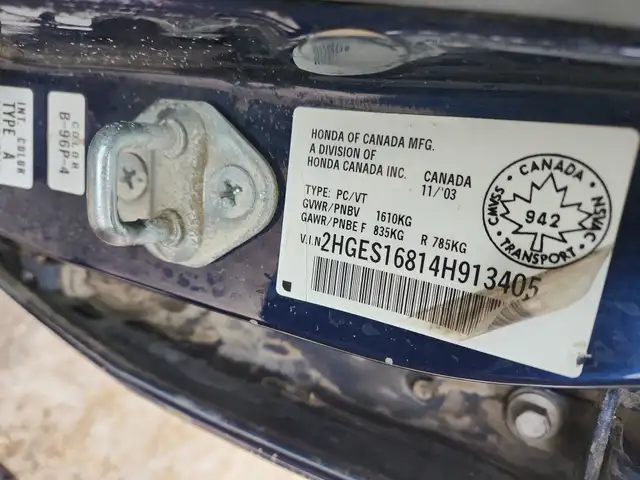 INT. COLOR
TYPE A
COLOR
B-96P-4
HONDA OF CANADA MFG.
A DIVISION OF
HONDA CANADA INC. CANADA
11/'03
TYPE: PC/VT
GVWR/PNBV 1610KG
GAWR/PNBE F 835KG R 785KG
V.I.N 2HGES16814H913405
CANADA
CMVSS
942
NSVAC
TRANSPORT